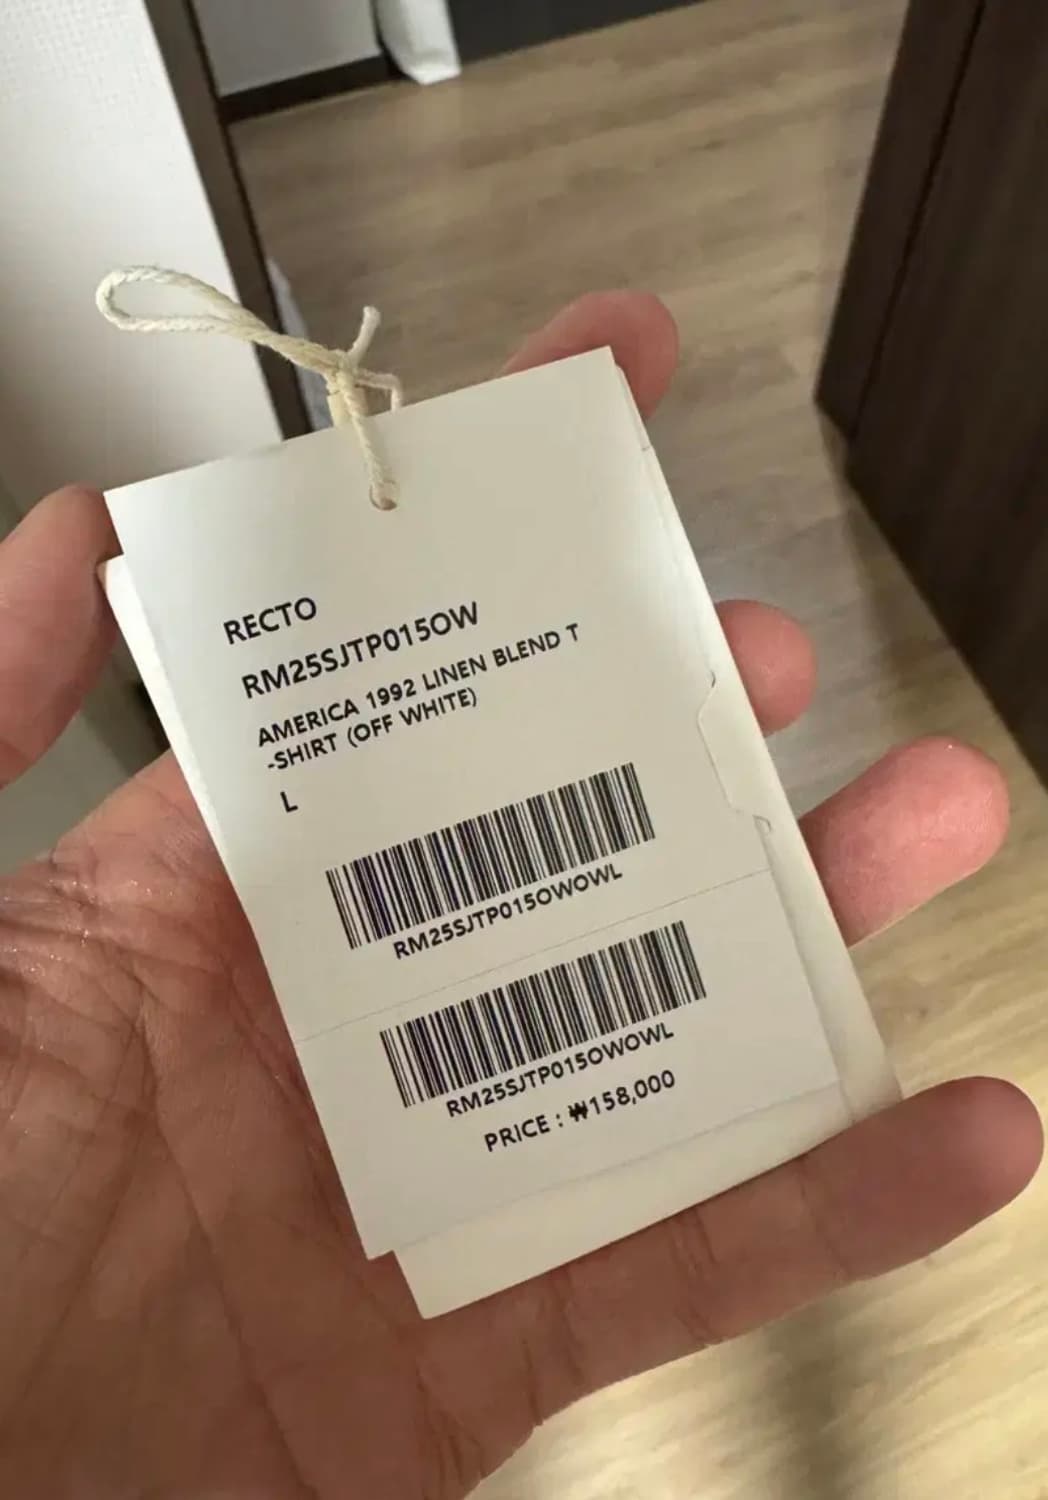 RECTO
RM25SJTP015OW
AMERICA 1992 LINEN BLEND T
-SHIRT (OFF WHITE)
L
RM25SJTP015OWOWL
RM25SJTP015OWOWL
PRICE : ₩158,000